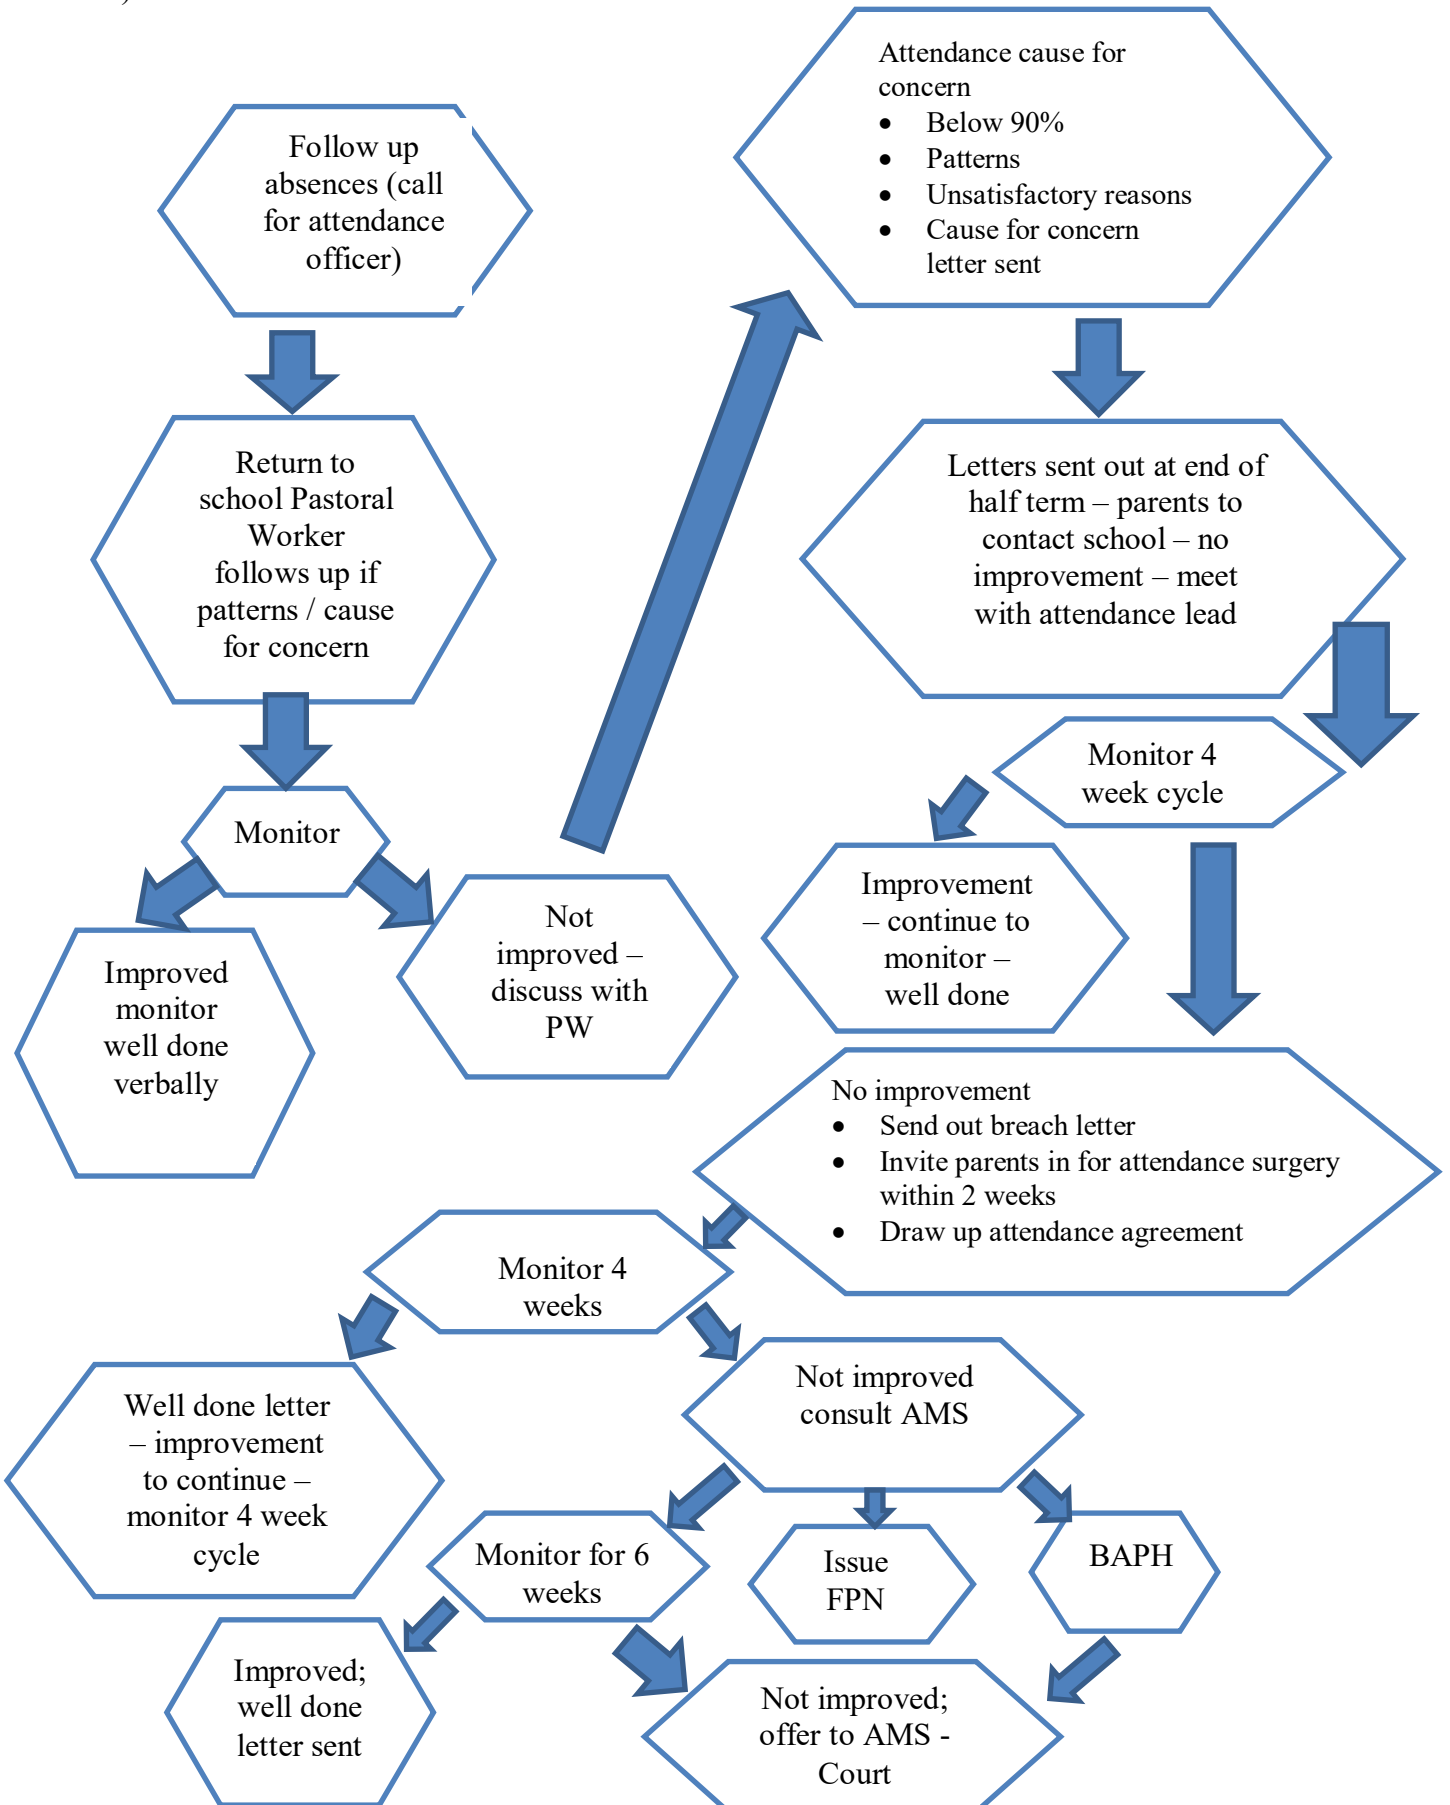 Follow up
absences (call
for attendance
officer)
Return to
school Pastoral
Worker
follows up if
patterns / cause
for concern
Monitor
Improved
monitor
well done
verbally
Not
improved –
discuss with
PW
Attendance cause for
concern
• Below 90%
• Patterns
• Unsatisfactory reasons
• Cause for concern
letter sent
Letters sent out at end of
half term – parents to
contact school – no
improvement – meet
with attendance lead
Monitor 4
week cycle
Improvement
– continue to
monitor –
well done
No improvement
• Send out breach letter
• Invite parents in for attendance surgery
within 2 weeks
• Draw up attendance agreement
Monitor 4
weeks
Well done letter
– improvement
to continue –
monitor 4 week
cycle
Not improved
consult AMS
Monitor for 6
weeks
Issue
FPN
BAPH
Improved;
well done
letter sent
Not improved;
offer to AMS -
Court